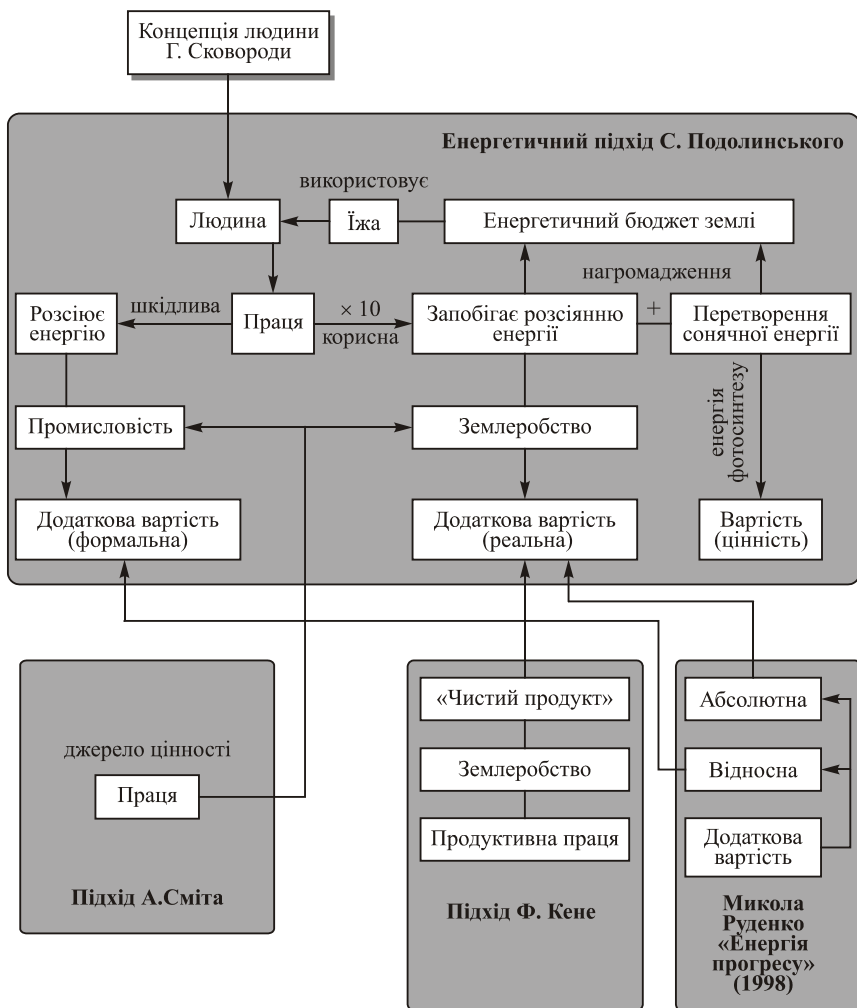 Концепція людини
Г. Сковороди
Енергетичний підхід С. Подолинського
використовує
Людина
Їжа
Енергетичний бюджет землі
нагромадження
Розсіює
енергію
шкідлива
Праця
× 10
корисна
Запобігає розсіянню
енергії
+
Перетворення
сонячної енергії
енергія
фотосинтезу
Промисловість
Землеробство
Додаткова вартість
(формальна)
Додаткова вартість
(реальна)
Вартість
(цінність)
джерело цінності
Праця
Підхід А.Сміта
«Чистий продукт»
Землеробство
Продуктивна праця
Підхід Ф. Кене
Абсолютна
Відносна
Додаткова
вартість
Микола
Руденко
«Енергія
прогресу»
(1998)